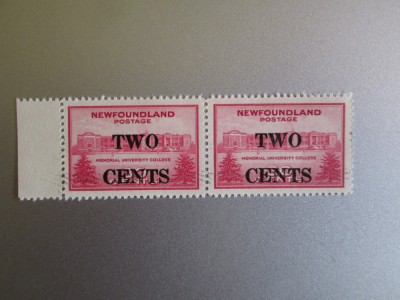 NEWFOUNDLAND
POSTAGE
TWO
MEMORIAL UNIVERSITY COLLEGE
CENTS
NEWFOUNDLAND
POSTAGE
TWO
MEMORIAL UNIVERSITY COLLEGE
CENTS